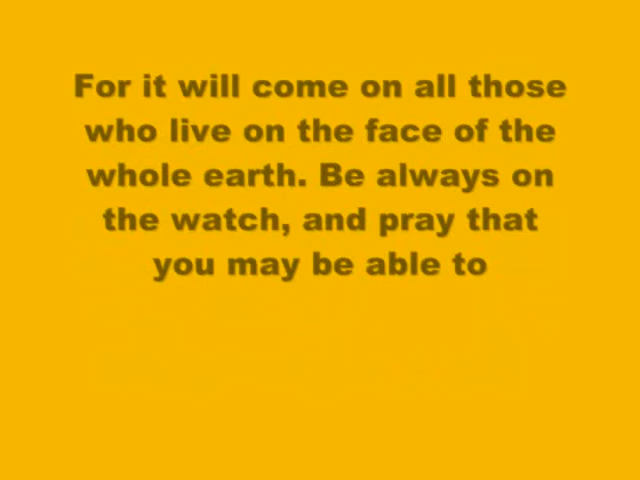 For it will come on all those
who live on the face of the
whole earth. Be always on
the watch, and pray that
you may be able to